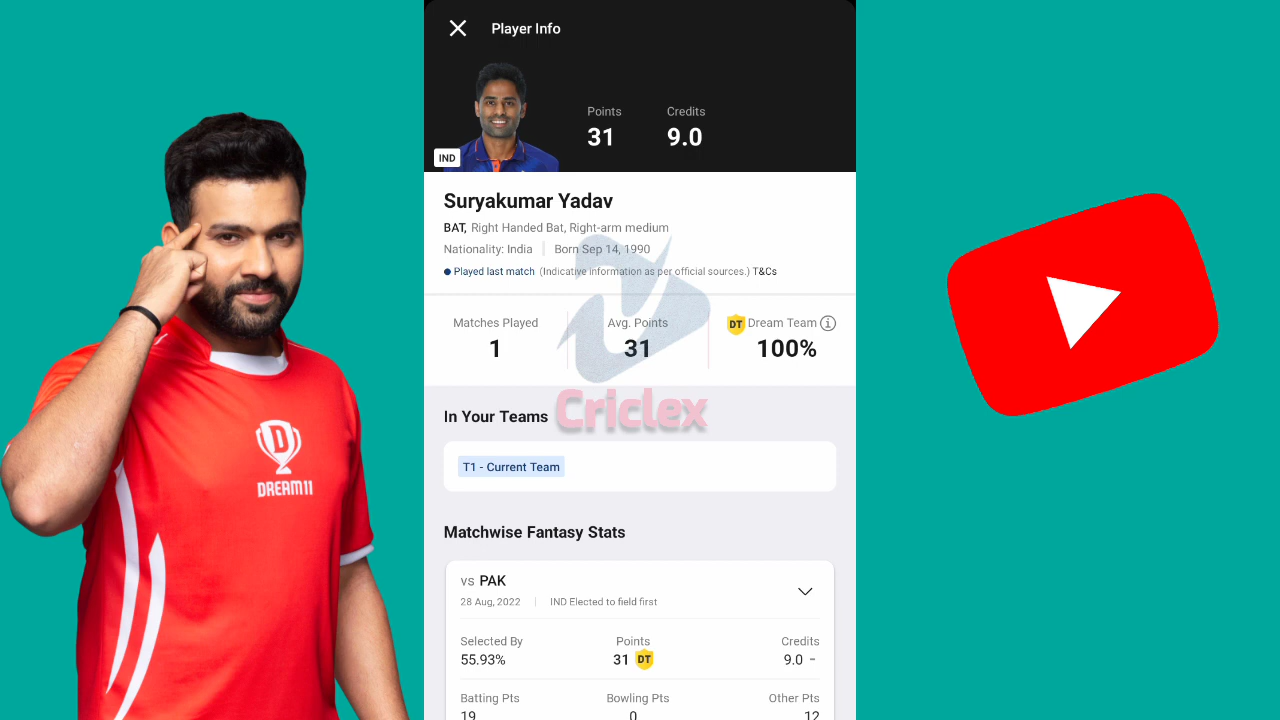 Player Info
Points Credits
31 9.0
IND
Suryakumar Yadav
BAT, Right Handed Bat, Right-arm medium
Nationality: India Born Sep 14, 1990
Played last match (Indicative information as per official sources.) T&Cs
Matches Played Avg. Points DT Dream Team i
1 31 100%
Criclex
In Your Teams
T1 - Current Team
Matchwise Fantasy Stats
vs PAK
28 Aug, 2022 IND Elected to field first
Selected By Points Credits
55.93% 31 DT 9.0 -
Batting Pts Bowling Pts Other Pts
19 0 12
D
DREAM11